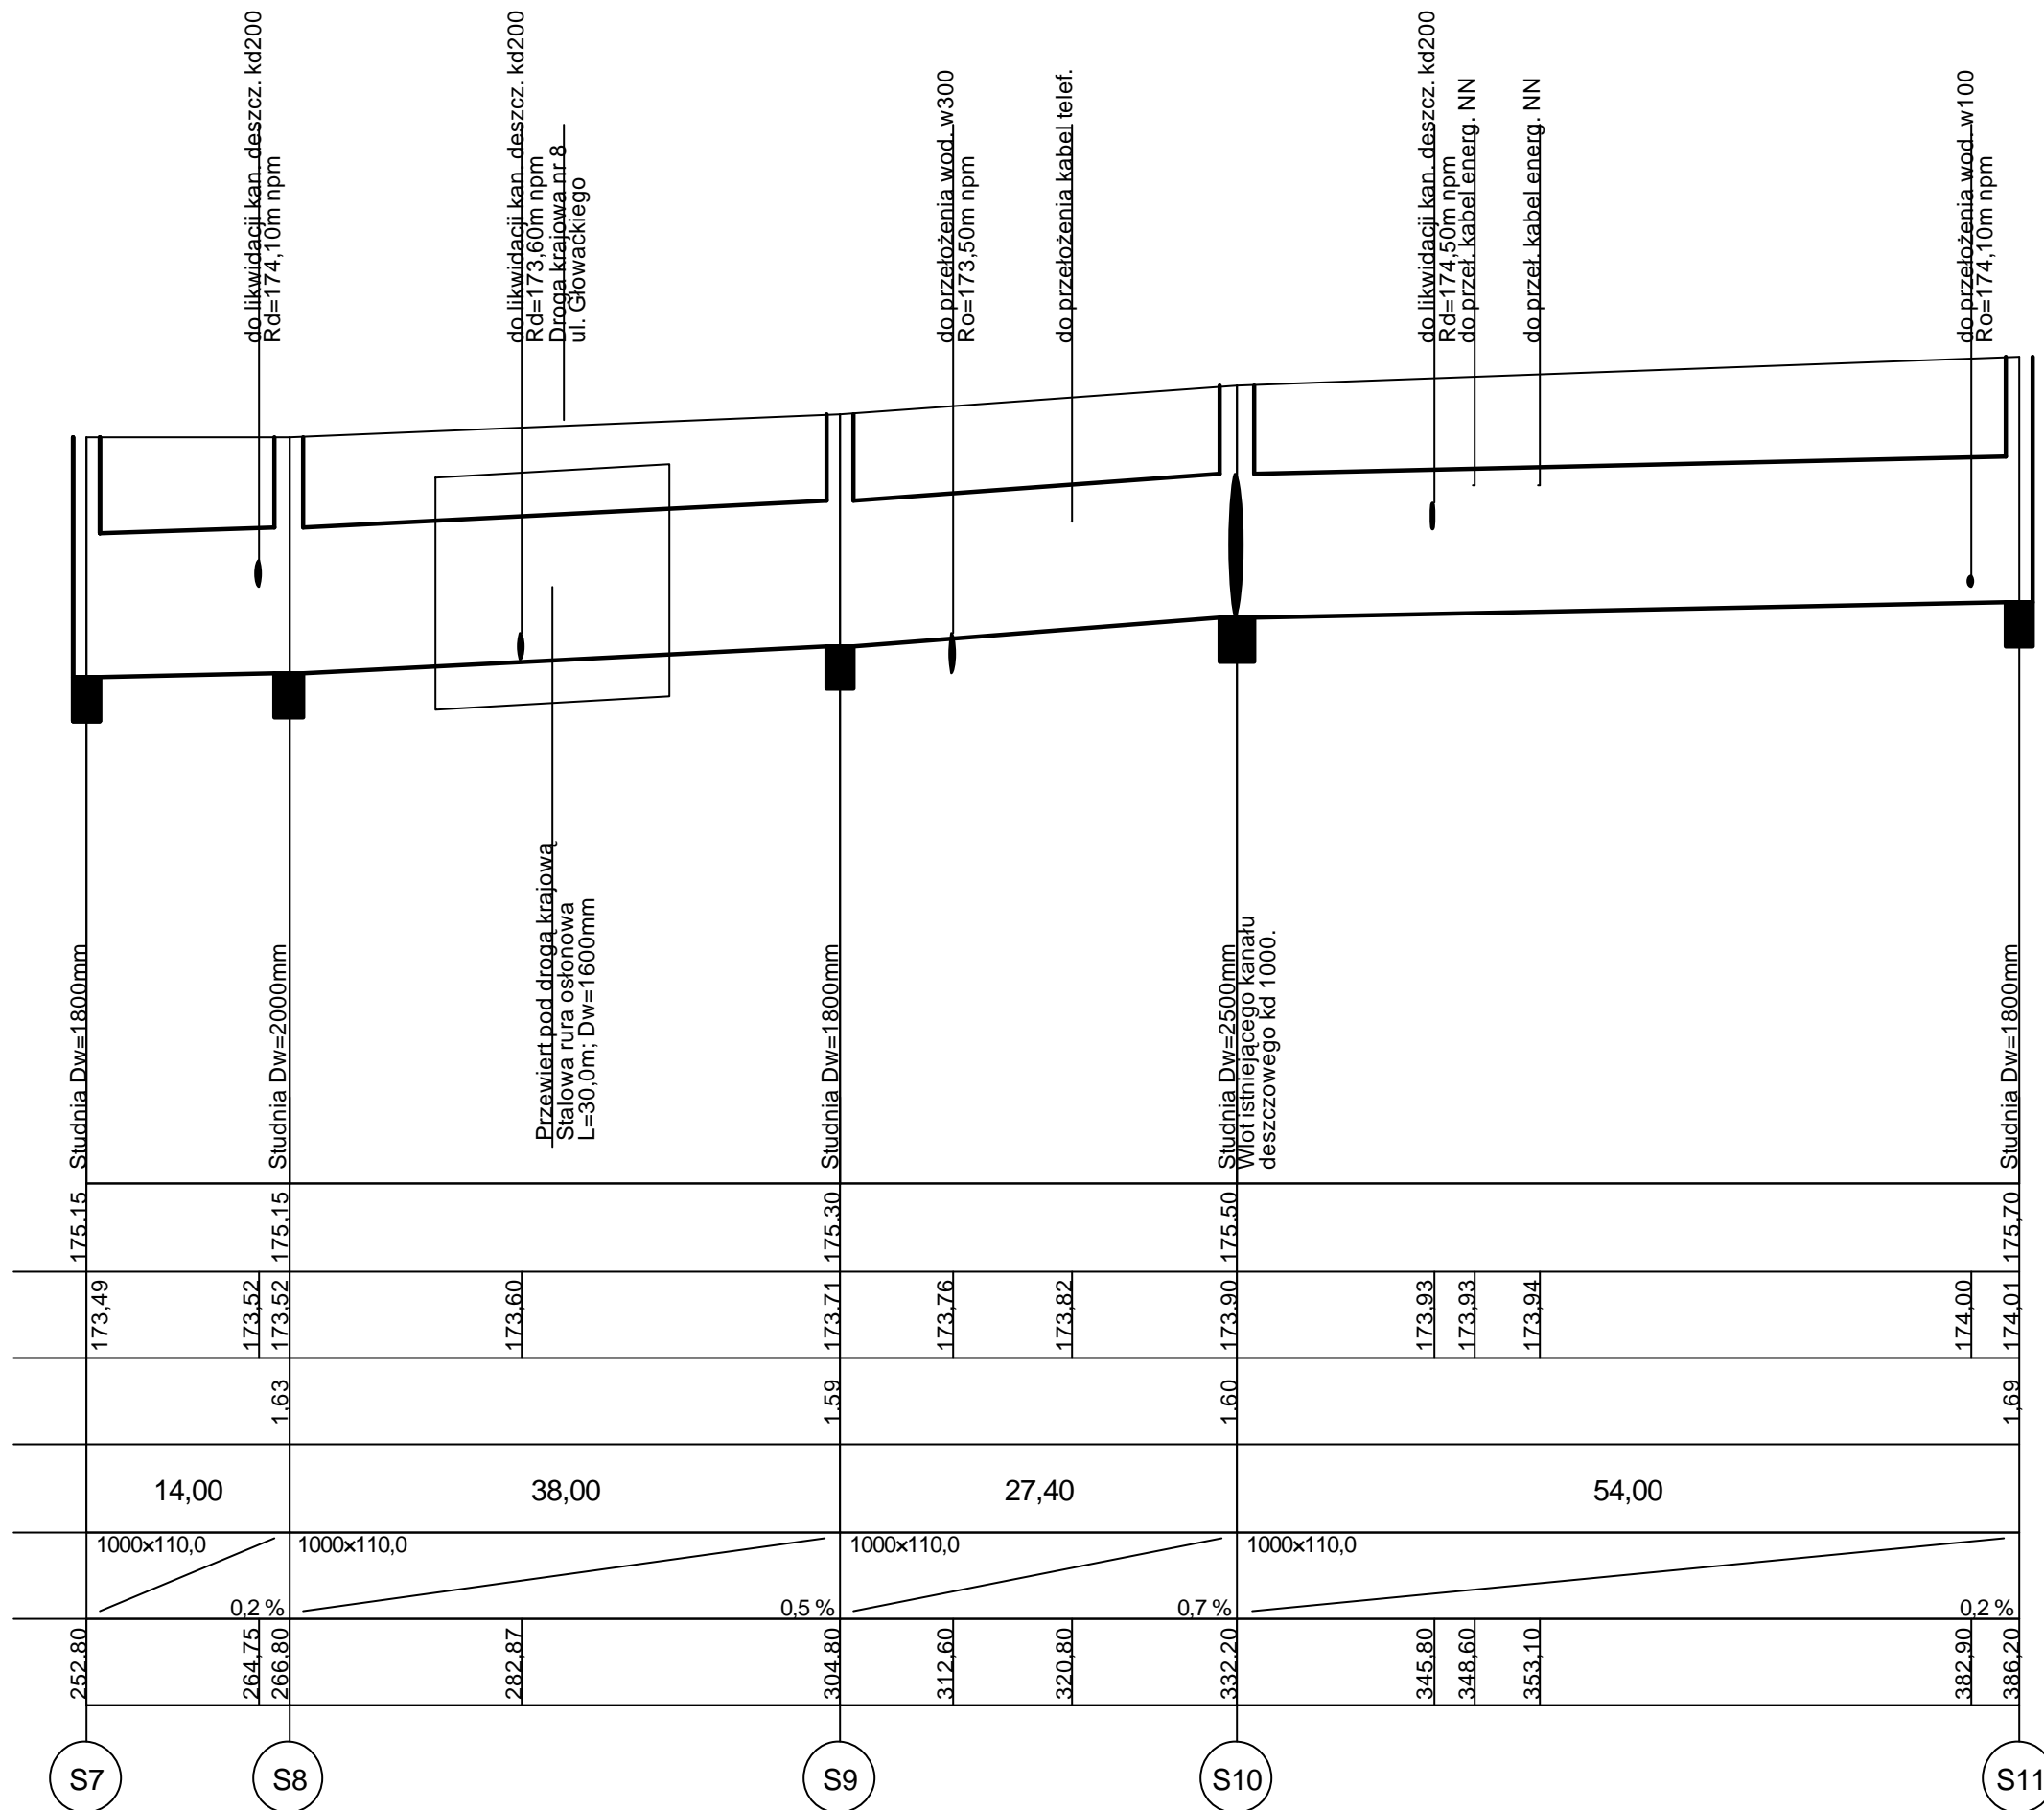 do likwidacji kan. deszcz. kd200
Rd=174,10m npm
do likwidacji kan. deszcz. kd200
Rd=173,60m npm
Droga krajowa nr 8
ul. Głowackiego
do przełożenia wod. w300
Ro=173,50m npm
do przełożenia kabel telef.
do likwidacji kan. deszcz. kd200
Rd=174,50m npm
do przeł. kabel energ. NN
do przeł. kabel energ. NN
do przełożenia wod. w100
Ro=174,10m npm
Studnia Dw=1800mm
Studnia Dw=2000mm
Przewiert pod drogą krajową
Stalowa rura osłonowa
L=30,0m; Dw=1600mm
Studnia Dw=1800mm
Studnia Dw=2500mm
Wlot istniejącego kanału
deszczowego kd 1000.
Studnia Dw=1800mm
175,15
175,15
175,30
175,50
175,70
173,49
173,52
173,52
173,60
173,71
173,76
173,82
173,90
173,93
173,93
173,94
174,00
174,01
1,63
1,59
1,60
1,69
14,00
38,00
27,40
54,00
1000×110,0
1000×110,0
1000×110,0
1000×110,0
0,2 %
0,5 %
0,7 %
0,2 %
252,80
264,75
266,80
282,87
304,80
312,60
320,80
332,20
345,80
348,60
353,10
382,90
386,20
S7
S8
S9
S10
S11